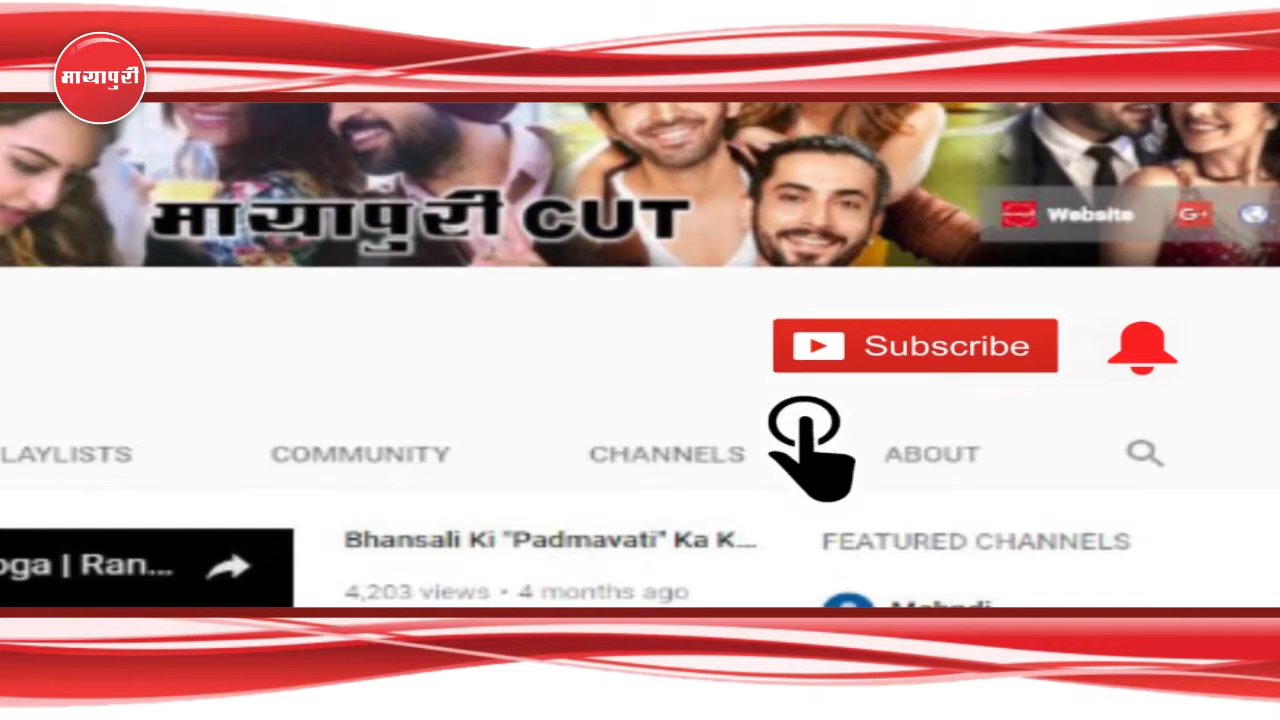 मायापुरी
मायापुरी CUT
Website
G+
Subscribe
LAYLISTS
COMMUNITY
CHANNELS
ABOUT
oga | Ran...
Bhansali Ki "Padmavati" Ka K...
4,203 views • 4 months ago
FEATURED CHANNELS